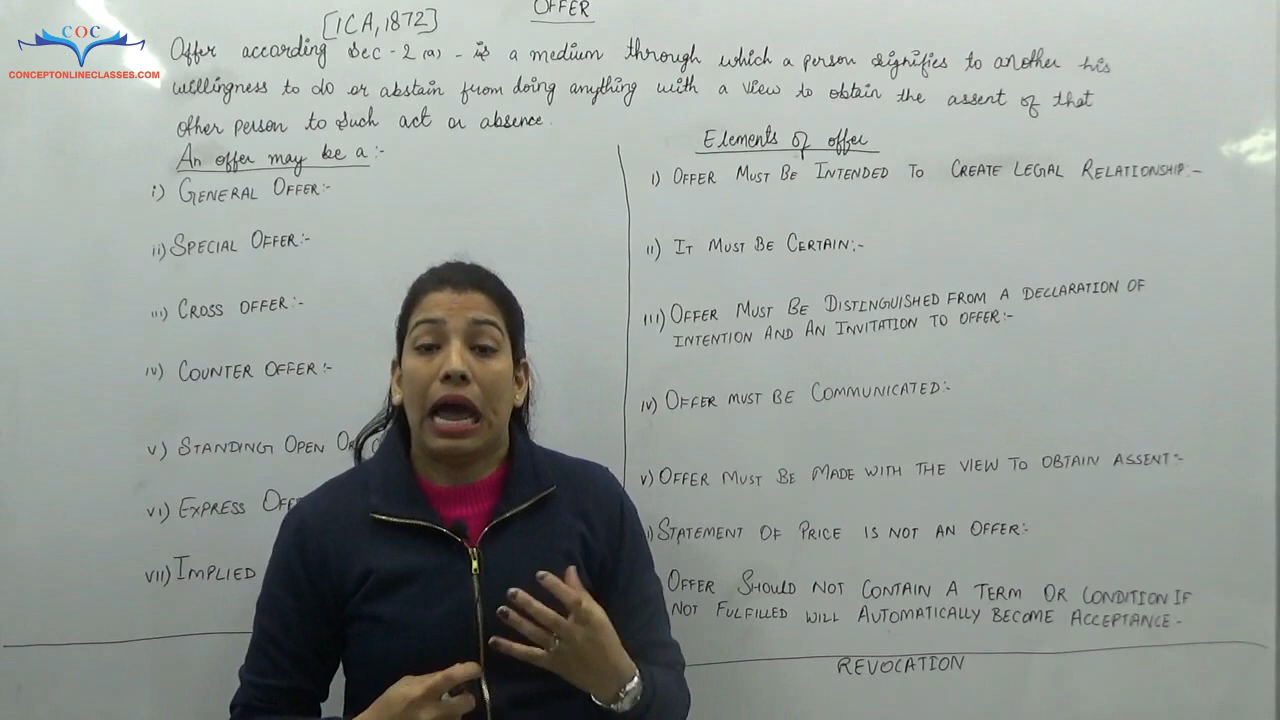 COC
CONCEPTONLINECLASSES.COM
[ICA, 1872]
OFFER
Offer according Sec - 2 (a) - is a medium through which a person signifies to another his
willingness to do or abstain from doing anything with a view to obtain the assent of that
other person to such act or absence.
An offer may be a:-
i) GENERAL OFFER:-
ii) SPECIAL OFFER:-
iii) CROSS OFFER:-
iv) COUNTER OFFER:-
v) STANDING OPEN OR
vi) EXPRESS OFF
vii) IMPLIED
Elements of offer
I) OFFER MUST BE INTENDED TO CREATE LEGAL RELATIONSHIP:-
II) IT MUST BE CERTAIN:-
III) OFFER MUST BE DISTINGUISHED FROM A DECLARATION OF
INTENTION AND AN INVITATION TO OFFER:-
IV) OFFER MUST BE COMMUNICATED:-
V) OFFER MUST BE MADE WITH THE VIEW TO OBTAIN ASSENT:-
I) STATEMENT OF PRICE IS NOT AN OFFER:-
OFFER SHOULD NOT CONTAIN A TERM OR CONDITION IF
NOT FULFILLED WILL AUTOMATICALLY BECOME ACCEPTANCE -
REVOCATION